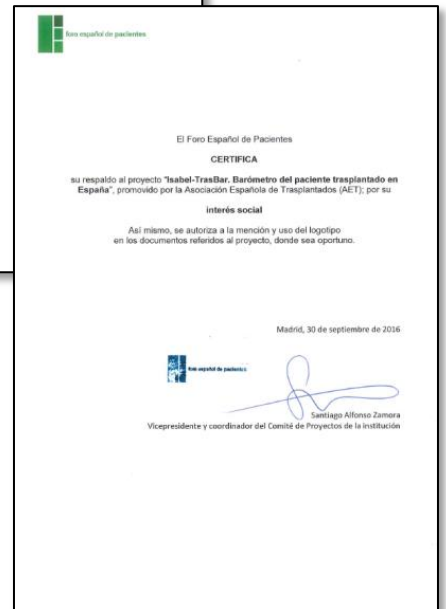 foro español de pacientes
El Foro Español de Pacientes
CERTIFICA
su respaldo al proyecto "Isabel-TrasBar. Barómetro del paciente trasplantado en
España", promovido por la Asociación Española de Trasplantados (AET); por su
interés social
Así mismo, se autoriza a la mención y uso del logotipo
en los documentos referidos al proyecto, donde sea oportuno.
Madrid, 30 de septiembre de 2016
foro español de pacientes
Santiago Alfonso Zamora
Vicepresidente y coordinador del Comité de Proyectos de la institución